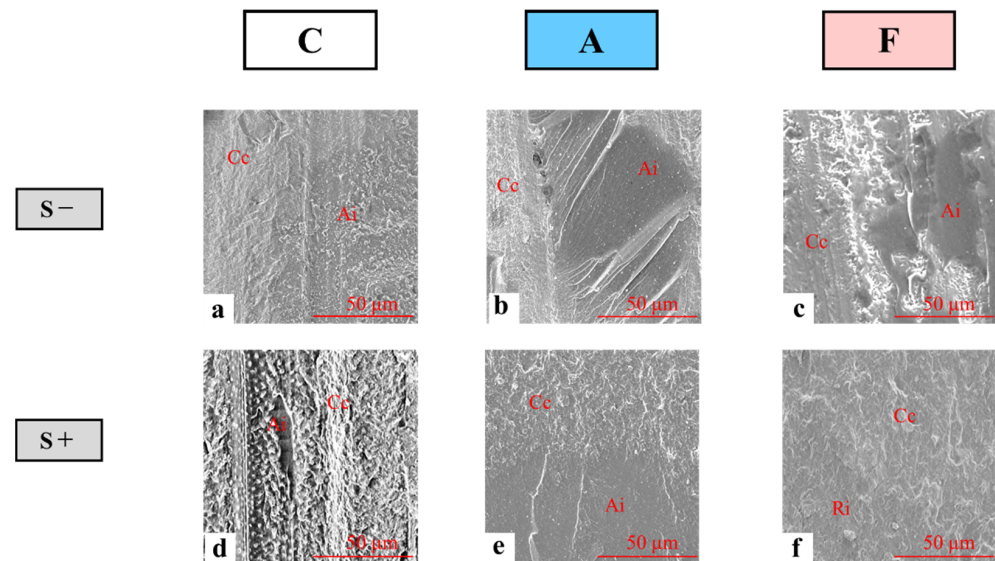 C A F
S−
Cc Ai 50 μm a
Cc Ai 50 μm b
Cc Ai 50 μm c
S+
Ai Cc 50 μm d
Cc Ai 50 μm e
Cc Ri 50 μm f